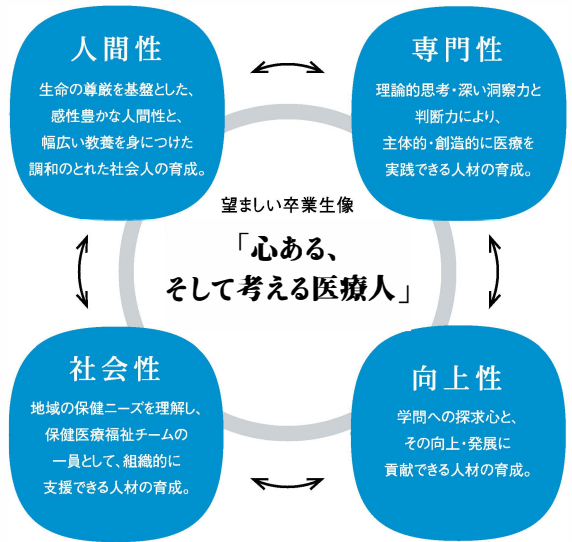 人間性
生命の尊厳を基盤とした、
感性豊かな人間性と、
幅広い教養を身につけた
調和のとれた社会人の育成。
専門性
理論的思考・深い洞察力と
判断力により、
主体的・創造的に医療を
実践できる人材の育成。
望ましい卒業生像
「心ある、
そして考える医療人」
社会性
地域の保健ニーズを理解し、
保健医療福祉チームの
一員として、組織的に
支援できる人材の育成。
向上性
学問への探求心と、
その向上・発展に
貢献できる人材の育成。